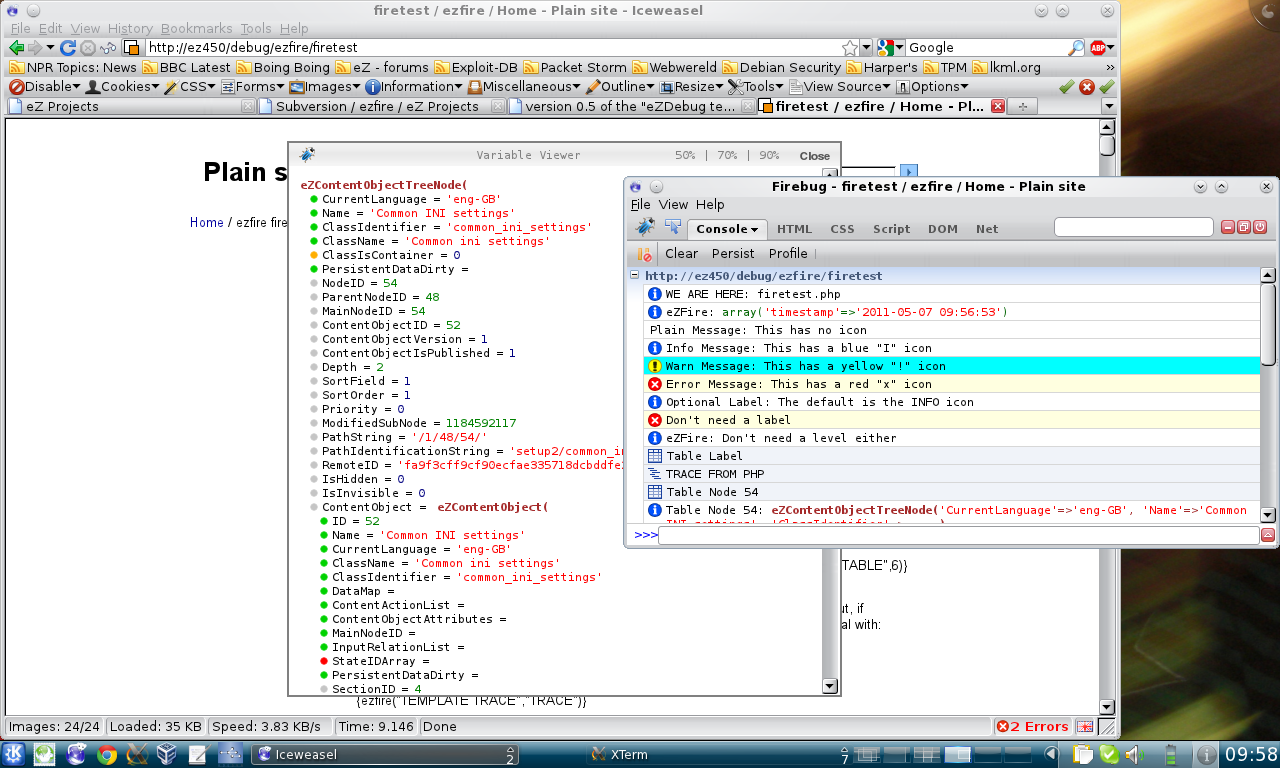 firetest / ezfire / Home - Plain site - Iceweasel
File Edit View History Bookmarks Tools Help
http://ez450/debug/ezfire/firetest
Google
ABP
NPR Topics: News BBC Latest Boing Boing eZ - forums Exploit-DB Packet Storm Webwereld Debian Security Harper's TPM lkml.org »
Disable Cookies CSS Forms Images Information Miscellaneous Outline Resize Tools View Source Options
eZ Projects
Subversion / ezfire / eZ Projects
version 0.5 of the "eZDebug te...
firetest / ezfire / Home - Pl...
Plain s
Home / ezfire fire
Variable Viewer 50% | 70% | 90% Close
eZContentObjectTreeNode(
CurrentLanguage = 'eng-GB'
Name = 'Common INI settings'
ClassIdentifier = 'common_ini_settings'
ClassName = 'Common ini settings'
ClassIsContainer = 0
PersistentDataDirty =
NodeID = 54
ParentNodeID = 48
MainNodeID = 54
ContentObjectID = 52
ContentObjectVersion = 1
ContentObjectIsPublished = 1
Depth = 2
SortField = 1
SortOrder = 1
Priority = 0
ModifiedSubNode = 1184592117
PathString = '/1/48/54/'
PathIdentificationString = 'setup2/common_in
RemoteID = 'fa9f3cff9cf90ecfae335718dcbddfe
IsHidden = 0
IsInvisible = 0
ContentObject = eZContentObject(
ID = 52
Name = 'Common INI settings'
CurrentLanguage = 'eng-GB'
ClassName = 'Common ini settings'
ClassIdentifier = 'common_ini_settings'
DataMap =
ContentActionList =
ContentObjectAttributes =
MainNodeID =
InputRelationList =
StateIDArray =
PersistentDataDirty =
SectionID = 4
Firebug - firetest / ezfire / Home - Plain site
File View Help
Console HTML CSS Script DOM Net
Clear Persist Profile
http://ez450/debug/ezfire/firetest
WE ARE HERE: firetest.php
eZFire: array('timestamp'=>'2011-05-07 09:56:53')
Plain Message: This has no icon
Info Message: This has a blue "I" icon
Warn Message: This has a yellow "!" icon
Error Message: This has a red "x" icon
Optional Label: The default is the INFO icon
Don't need a label
eZFire: Don't need a level either
Table Label
TRACE FROM PHP
Table Node 54
Table Node 54: eZContentObjectTreeNode('CurrentLanguage'=>'eng-GB', 'Name'=>'Common
>>>
TABLE",6)}
ut, if
al with:
{ezfire("TEMPLATE TRACE","TRACE")}
Images: 24/24 Loaded: 35 KB Speed: 3.83 KB/s Time: 9.146 Done
2 Errors
Iceweasel 2
XTerm
7
09:58